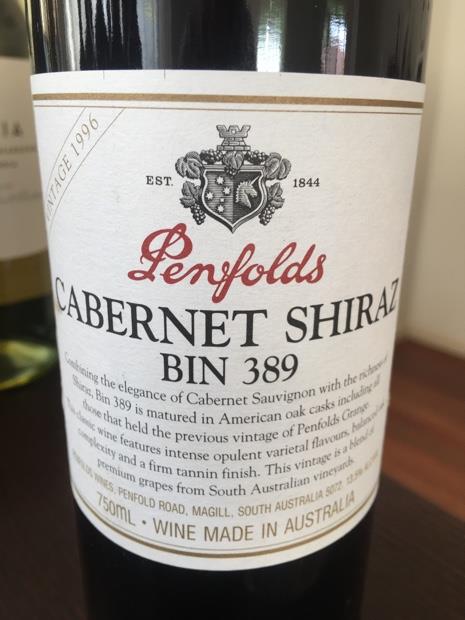 VINTAGE 1996
EST. 1844
Penfolds
CABERNET SHIRAZ
BIN 389
Combining the elegance of Cabernet Sauvignon with the richness of
Shiraz, Bin 389 is matured in American oak casks including all
those that held the previous vintage of Penfolds Grange.
This classic wine features intense opulent varietal flavours, balanced oak
complexity and a firm tannin finish. This vintage is a blend of
premium grapes from South Australian vineyards.
PENFOLDS WINES, PENFOLD ROAD, MAGILL, SOUTH AUSTRALIA 5072. 13.5%
750mL • WINE MADE IN AUSTRALIA